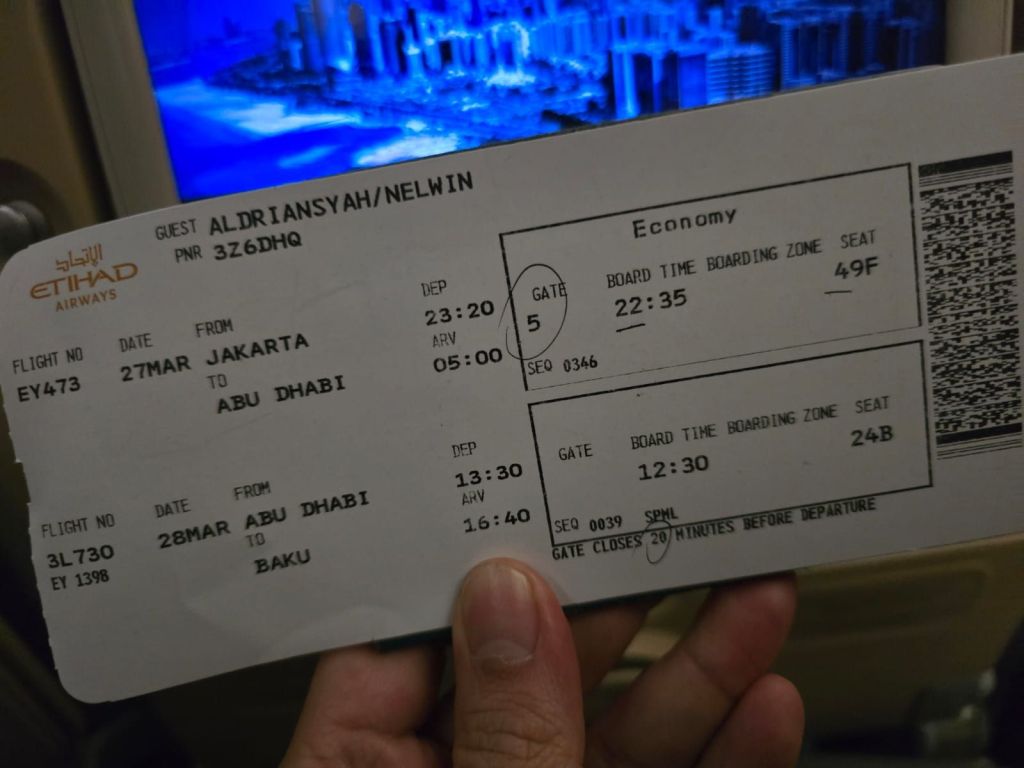 GUEST ALDRIANSYAH/NELWIN
PNR 3Z6DHQ
الإتحاد
ETIHAD
AIRWAYS
FLIGHT NO DATE FROM DEP
EY473 27MAR JAKARTA 23:20
TO ARV
ABU DHABI 05:00
Economy
GATE BOARD TIME BOARDING ZONE SEAT
5 22:35 49F
SEQ 0346
FLIGHT NO DATE FROM DEP
3L730 28MAR ABU DHABI 13:30
EY 1398 TO ARV
BAKU 16:40
GATE BOARD TIME BOARDING ZONE SEAT
12:30 24B
SEQ 0039 SPML
GATE CLOSES 20 MINUTES BEFORE DEPARTURE